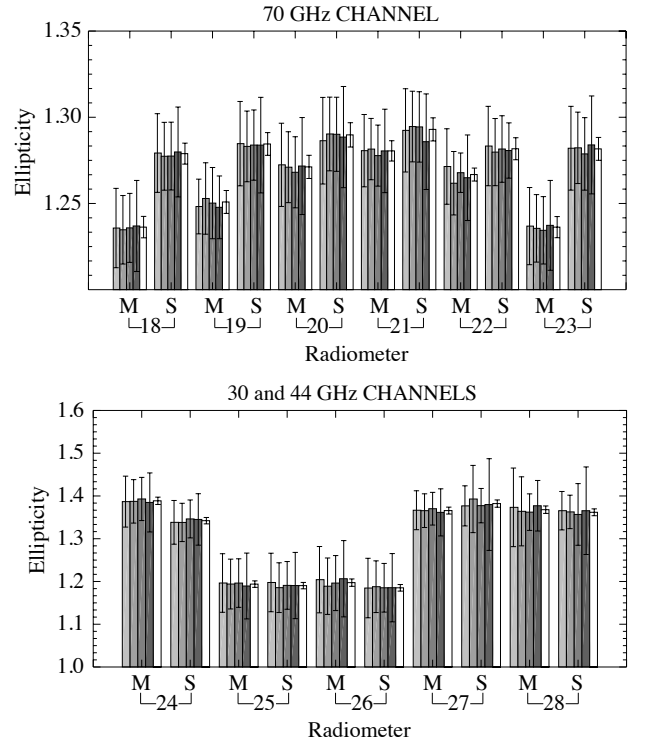 70 GHz CHANNEL
1.35
1.30
1.25
Ellipticity
M S M S M S M S M S M S
18 19 20 21 22 23
Radiometer
30 and 44 GHz CHANNELS
1.6
1.5
1.4
1.3
1.2
1.1
1.0
Ellipticity
M S M S M S M S M S
24 25 26 27 28
Radiometer